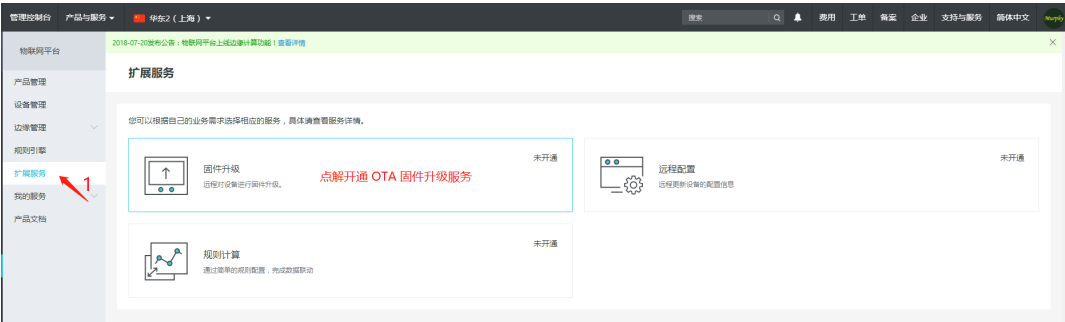 管理控制台 产品与服务 华东2（上海） 搜索 费用 工单 备案 企业 支持与服务 简体中文 Murphy
物联网平台
2018-07-20发布公告：物联网平台上线边缘计算功能！查看详情
扩展服务
产品管理
设备管理
边缘管理
规则引擎
扩展服务
我的服务
产品文档
1
您可以根据自己的业务需求选择相应的服务，具体请查看服务详情。
固件升级
远程对设备进行固件升级。
未开通
点解开通 OTA 固件升级服务
远程配置
远程更新设备的配置信息
未开通
规则计算
通过简单的规则配置，完成数据联动
未开通